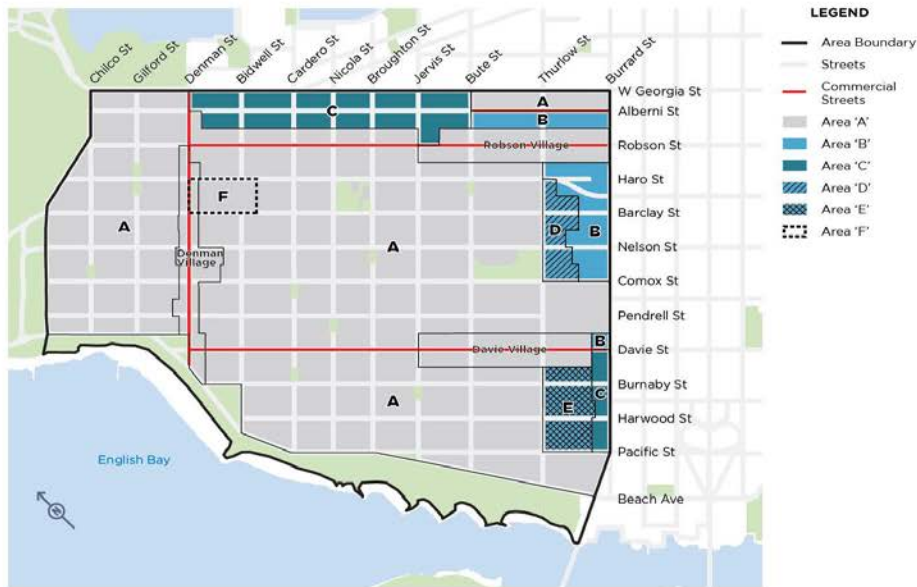 Chilco St
Gilford St
Denman St
Bidwell St
Cardero St
Nicola St
Broughton St
Jervis St
Bute St
Thurlow St
Burrard St
W Georgia St
Alberni St
Robson St
Haro St
Barclay St
Nelson St
Comox St
Pendrell St
Davie St
Burnaby St
Harwood St
Pacific St
Beach Ave
A
C
B
Robson Village
F
A
A
D
B
Denman
Village
B
Davie Village
A
E
C
English Bay
N
LEGEND
Area Boundary
Streets
Commercial
Streets
Area 'A'
Area 'B'
Area 'C'
Area 'D'
Area 'E'
Area 'F'